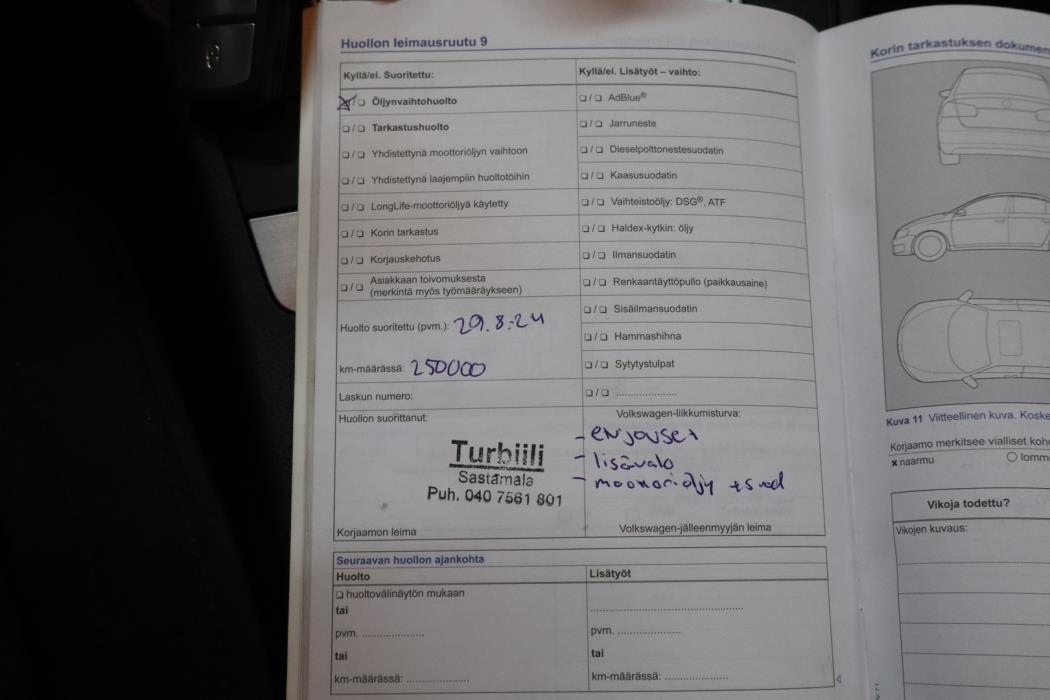 Huollon leimausruutu 9
Kyllä/ei. Suoritettu:
❏/❏ Öljynvaihtohuolto
❏/❏ Tarkastushuolto
❏/❏ Yhdistettynä moottoriöljyn vaihtoon
❏/❏ Yhdistettynä laajempiin huoltotöihin
❏/❏ LongLife-moottoriöljyä käytetty
❏/❏ Korin tarkastus
❏/❏ Korjauskehotus
❏/❏ Asiakkaan toivomuksesta
(merkintä myös työmääräykseen)
Huolto suoritettu (pvm.): 29.8.24
km-määrässä: 250000
Laskun numero:
Huollon suorittanut:
Turbiili
Sastamala
Puh. 040 7561 801
Korjaamon leima
Kyllä/ei. Lisätyöt – vaihto:
❏/❏ AdBlue®
❏/❏ Jarruneste
❏/❏ Dieselpolttonestesuodatin
❏/❏ Kaasusuodatin
❏/❏ Vaihteistoöljy: DSG®, ATF
❏/❏ Haldex-kytkin: öljy
❏/❏ Ilmansuodatin
❏/❏ Renkaantäyttöpullo (paikkausaine)
❏/❏ Sisäilmansuodatin
❏/❏ Hammashihna
❏/❏ Sytytystulpat
❏/❏ .....................
Volkswagen-liikkumisturva:
- etujouset
- lisävalo
- moottoriöljy + suod
Volkswagen-jälleenmyyjän leima
Seuraavan huollon ajankohta
Huolto
❏ huoltovälinäytön mukaan
tai
pvm. .....................
tai
km-määrässä: .....................
Lisätyöt
.....................................................
pvm. .....................
tai
km-määrässä: .....................
Korin tarkastuksen dokumen
Kuva 11 Viitteellinen kuva. Koske
Korjaamo merkitsee vialliset koh
x naarmu
○ lomm
Vikoja todettu?
Vikojen kuvaus: